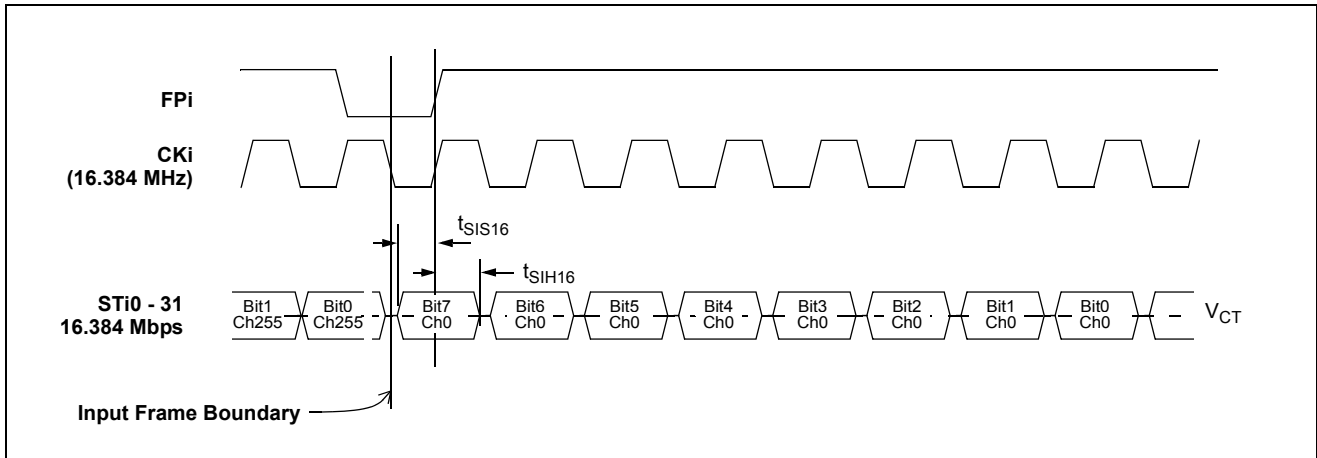 FPi
CKi
(16.384 MHz)
tSIS16
tSIH16
STi0 - 31
16.384 Mbps
Bit1
Ch255
Bit0
Ch255
Bit7
Ch0
Bit6
Ch0
Bit5
Ch0
Bit4
Ch0
Bit3
Ch0
Bit2
Ch0
Bit1
Ch0
Bit0
Ch0
VCT
Input Frame Boundary